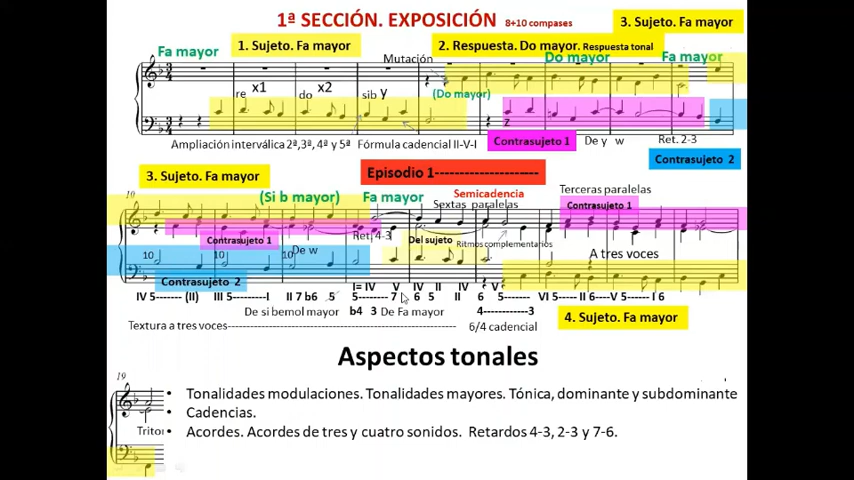 1ª SECCIÓN. EXPOSICIÓN 8+10 compases
3. Sujeto. Fa mayor
Fa mayor
1. Sujeto. Fa mayor
2. Respuesta. Do mayor. Respuesta tonal
Mutación
Do mayor
Fa mayor
re x1 do x2 sib y
(Do mayor)
z
Ampliación interválica 2ª,3ª, 4ª y 5ª Fórmula cadencial II-V-I
Contrasujeto 1
De y w
Ret. 2-3
Contrasujeto 2
Episodio 1----------------------
3. Sujeto. Fa mayor
10
(Si b mayor)
Fa mayor
Semicadencia
Sextas paralelas
Terceras paralelas
Contrasujeto 1
Contrasujeto 1
Ret. 4-3
Del sujeto
Ritmos complementarios
De w
10 10 10
A tres voces
Contrasujeto 2
I= IV V IV II IV V
IV 5------- (II) III 5--------I II 7 b6 5 5-------- 7 6 5 II 6 5------- VI 5----- II 6----V 5----- I 6
De si bemol mayor b4 3 De Fa mayor
4------------3
4. Sujeto. Fa mayor
Textura a tres voces
6/4 cadencial
Aspectos tonales
19
• Tonalidades modulaciones. Tonalidades mayores. Tónica, dominante y subdominante
• Cadencias.
• Acordes. Acordes de tres y cuatro sonidos. Retardos 4-3, 2-3 y 7-6.